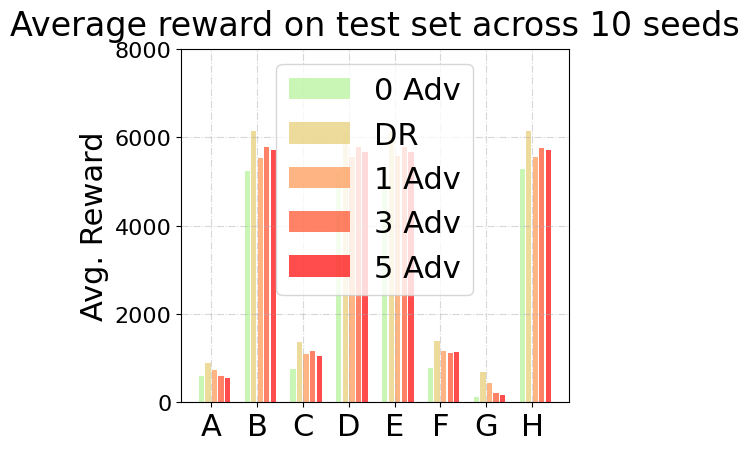 Average reward on test set across 10 seeds
8000
6000
4000
2000
0
Avg. Reward
0 Adv
DR
1 Adv
3 Adv
5 Adv
A B C D E F G H